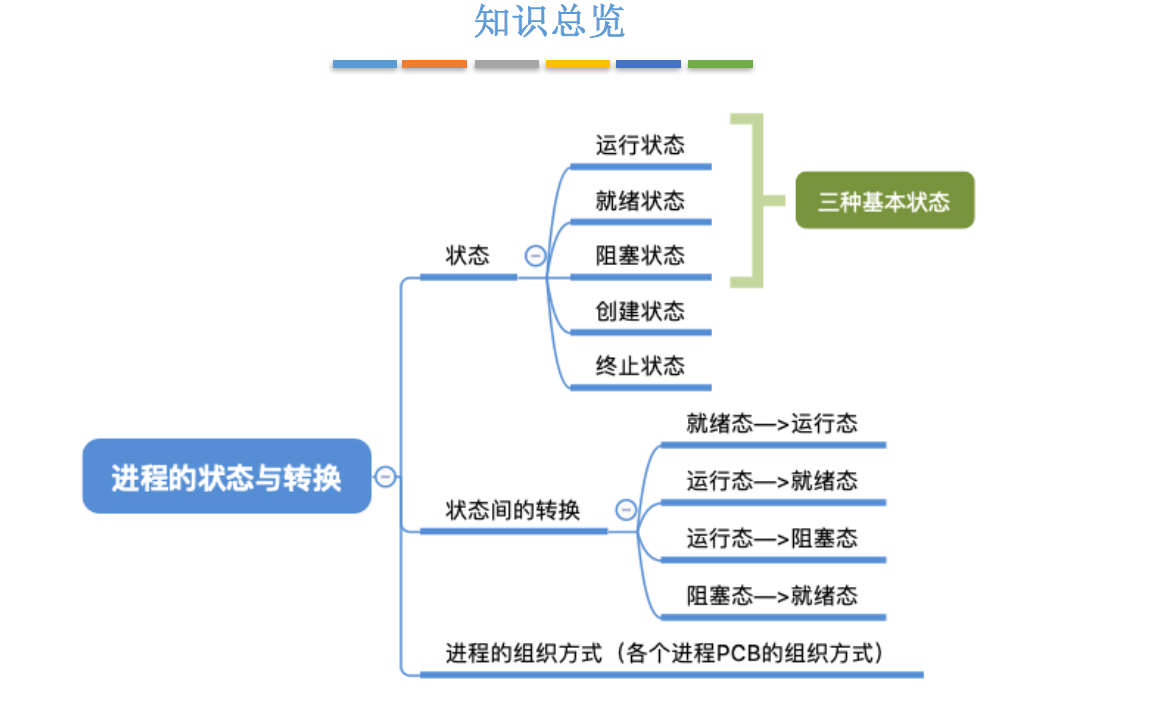 知识总览
运行状态
就绪状态
三种基本状态
状态
阻塞状态
创建状态
终止状态
就绪态—>运行态
进程的状态与转换
运行态—>就绪态
状态间的转换
运行态—>阻塞态
阻塞态—>就绪态
进程的组织方式（各个进程PCB的组织方式）